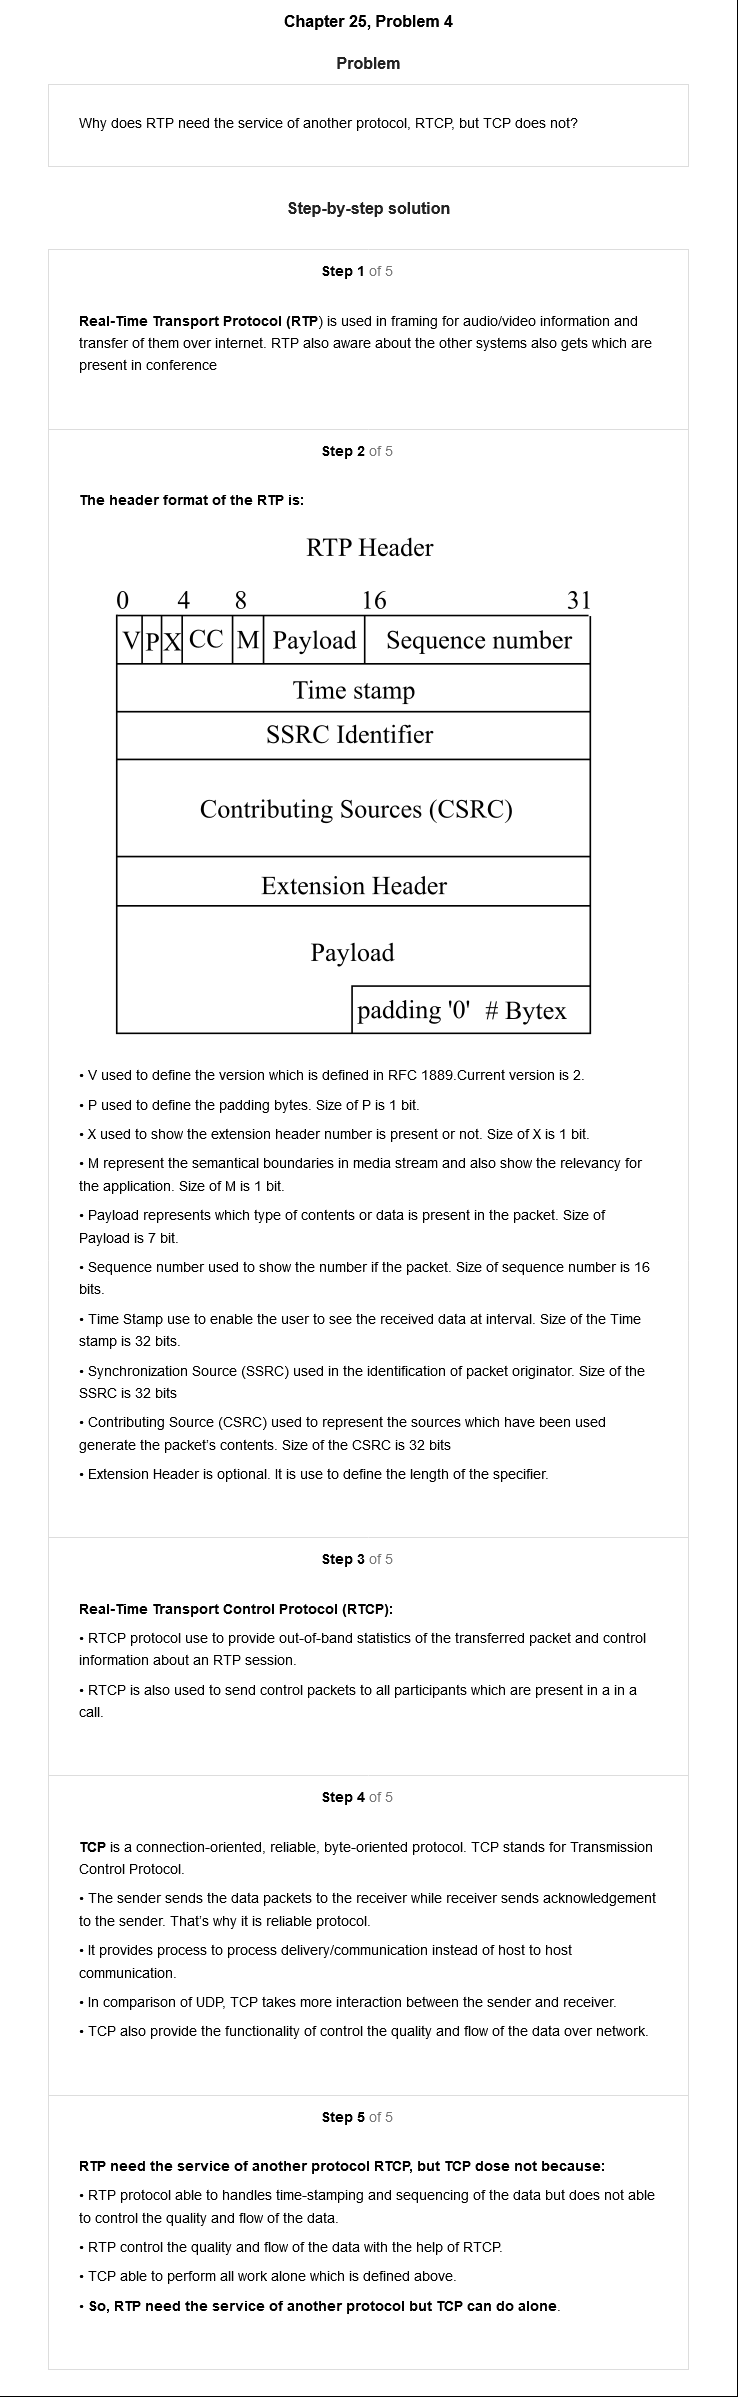 Chapter 25, Problem 4
Problem
Why does RTP need the service of another protocol, RTCP, but TCP does not?
Step-by-step solution
Step 1 of 5
Real-Time Transport Protocol (RTP) is used in framing for audio/video information and
transfer of them over internet. RTP also aware about the other systems also gets which are
present in conference
Step 2 of 5
The header format of the RTP is:
RTP Header
0 4 8 16 31
V P X CC M Payload Sequence number
Time stamp
SSRC Identifier
Contributing Sources (CSRC)
Extension Header
Payload
padding '0' # Bytex
• V used to define the version which is defined in RFC 1889.Current version is 2.
• P used to define the padding bytes. Size of P is 1 bit.
• X used to show the extension header number is present or not. Size of X is 1 bit.
• M represent the semantical boundaries in media stream and also show the relevancy for
the application. Size of M is 1 bit.
• Payload represents which type of contents or data is present in the packet. Size of
Payload is 7 bit.
• Sequence number used to show the number if the packet. Size of sequence number is 16
bits.
• Time Stamp use to enable the user to see the received data at interval. Size of the Time
stamp is 32 bits.
• Synchronization Source (SSRC) used in the identification of packet originator. Size of the
SSRC is 32 bits
• Contributing Source (CSRC) used to represent the sources which have been used
generate the packet's contents. Size of the CSRC is 32 bits
• Extension Header is optional. It is use to define the length of the specifier.
Step 3 of 5
Real-Time Transport Control Protocol (RTCP):
• RTCP protocol use to provide out-of-band statistics of the transferred packet and control
information about an RTP session.
• RTCP is also used to send control packets to all participants which are present in a in a
call.
Step 4 of 5
TCP is a connection-oriented, reliable, byte-oriented protocol. TCP stands for Transmission
Control Protocol.
• The sender sends the data packets to the receiver while receiver sends acknowledgement
to the sender. That's why it is reliable protocol.
• It provides process to process delivery/communication instead of host to host
communication.
• In comparison of UDP, TCP takes more interaction between the sender and receiver.
• TCP also provide the functionality of control the quality and flow of the data over network.
Step 5 of 5
RTP need the service of another protocol RTCP, but TCP dose not because:
• RTP protocol able to handles time-stamping and sequencing of the data but does not able
to control the quality and flow of the data.
• RTP control the quality and flow of the data with the help of RTCP.
• TCP able to perform all work alone which is defined above.
• So, RTP need the service of another protocol but TCP can do alone.